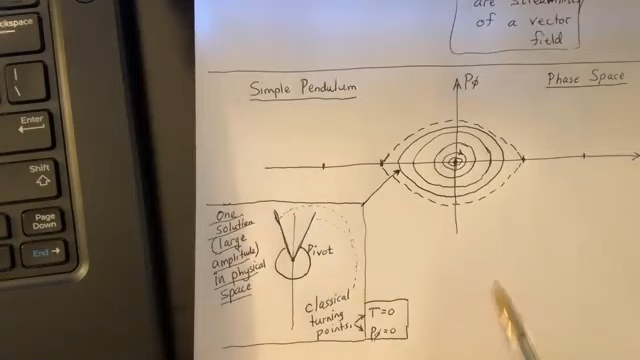 are streamlines
of a vector
field
Simple Pendulum
Pϕ
Phase Space
One
solution
(large
amplitude)
in physical
space
Pivot
classical
turning
points
T=0
Pϕ=0
kspace
|
\
Enter
Shift
Page
Down
End